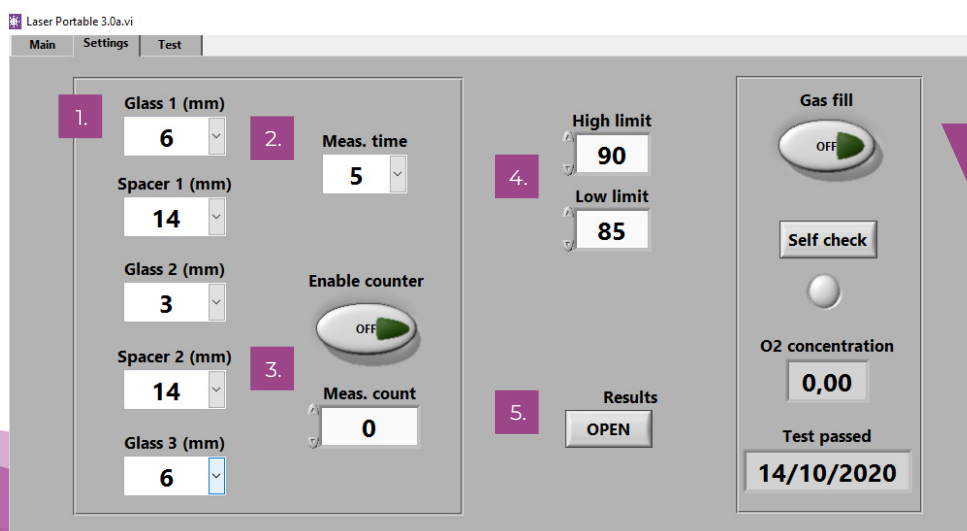 Laser Portable 3.0a.vi
Main Settings Test
1.
Glass 1 (mm)
6
Spacer 1 (mm)
14
Glass 2 (mm)
3
Spacer 2 (mm)
14
Glass 3 (mm)
6
2.
Meas. time
5
3.
Enable counter
OFF
Meas. count
0
4.
High limit
90
Low limit
85
5.
Results
OPEN
Gas fill
OFF
Self check
O2 concentration
0,00
Test passed
14/10/2020